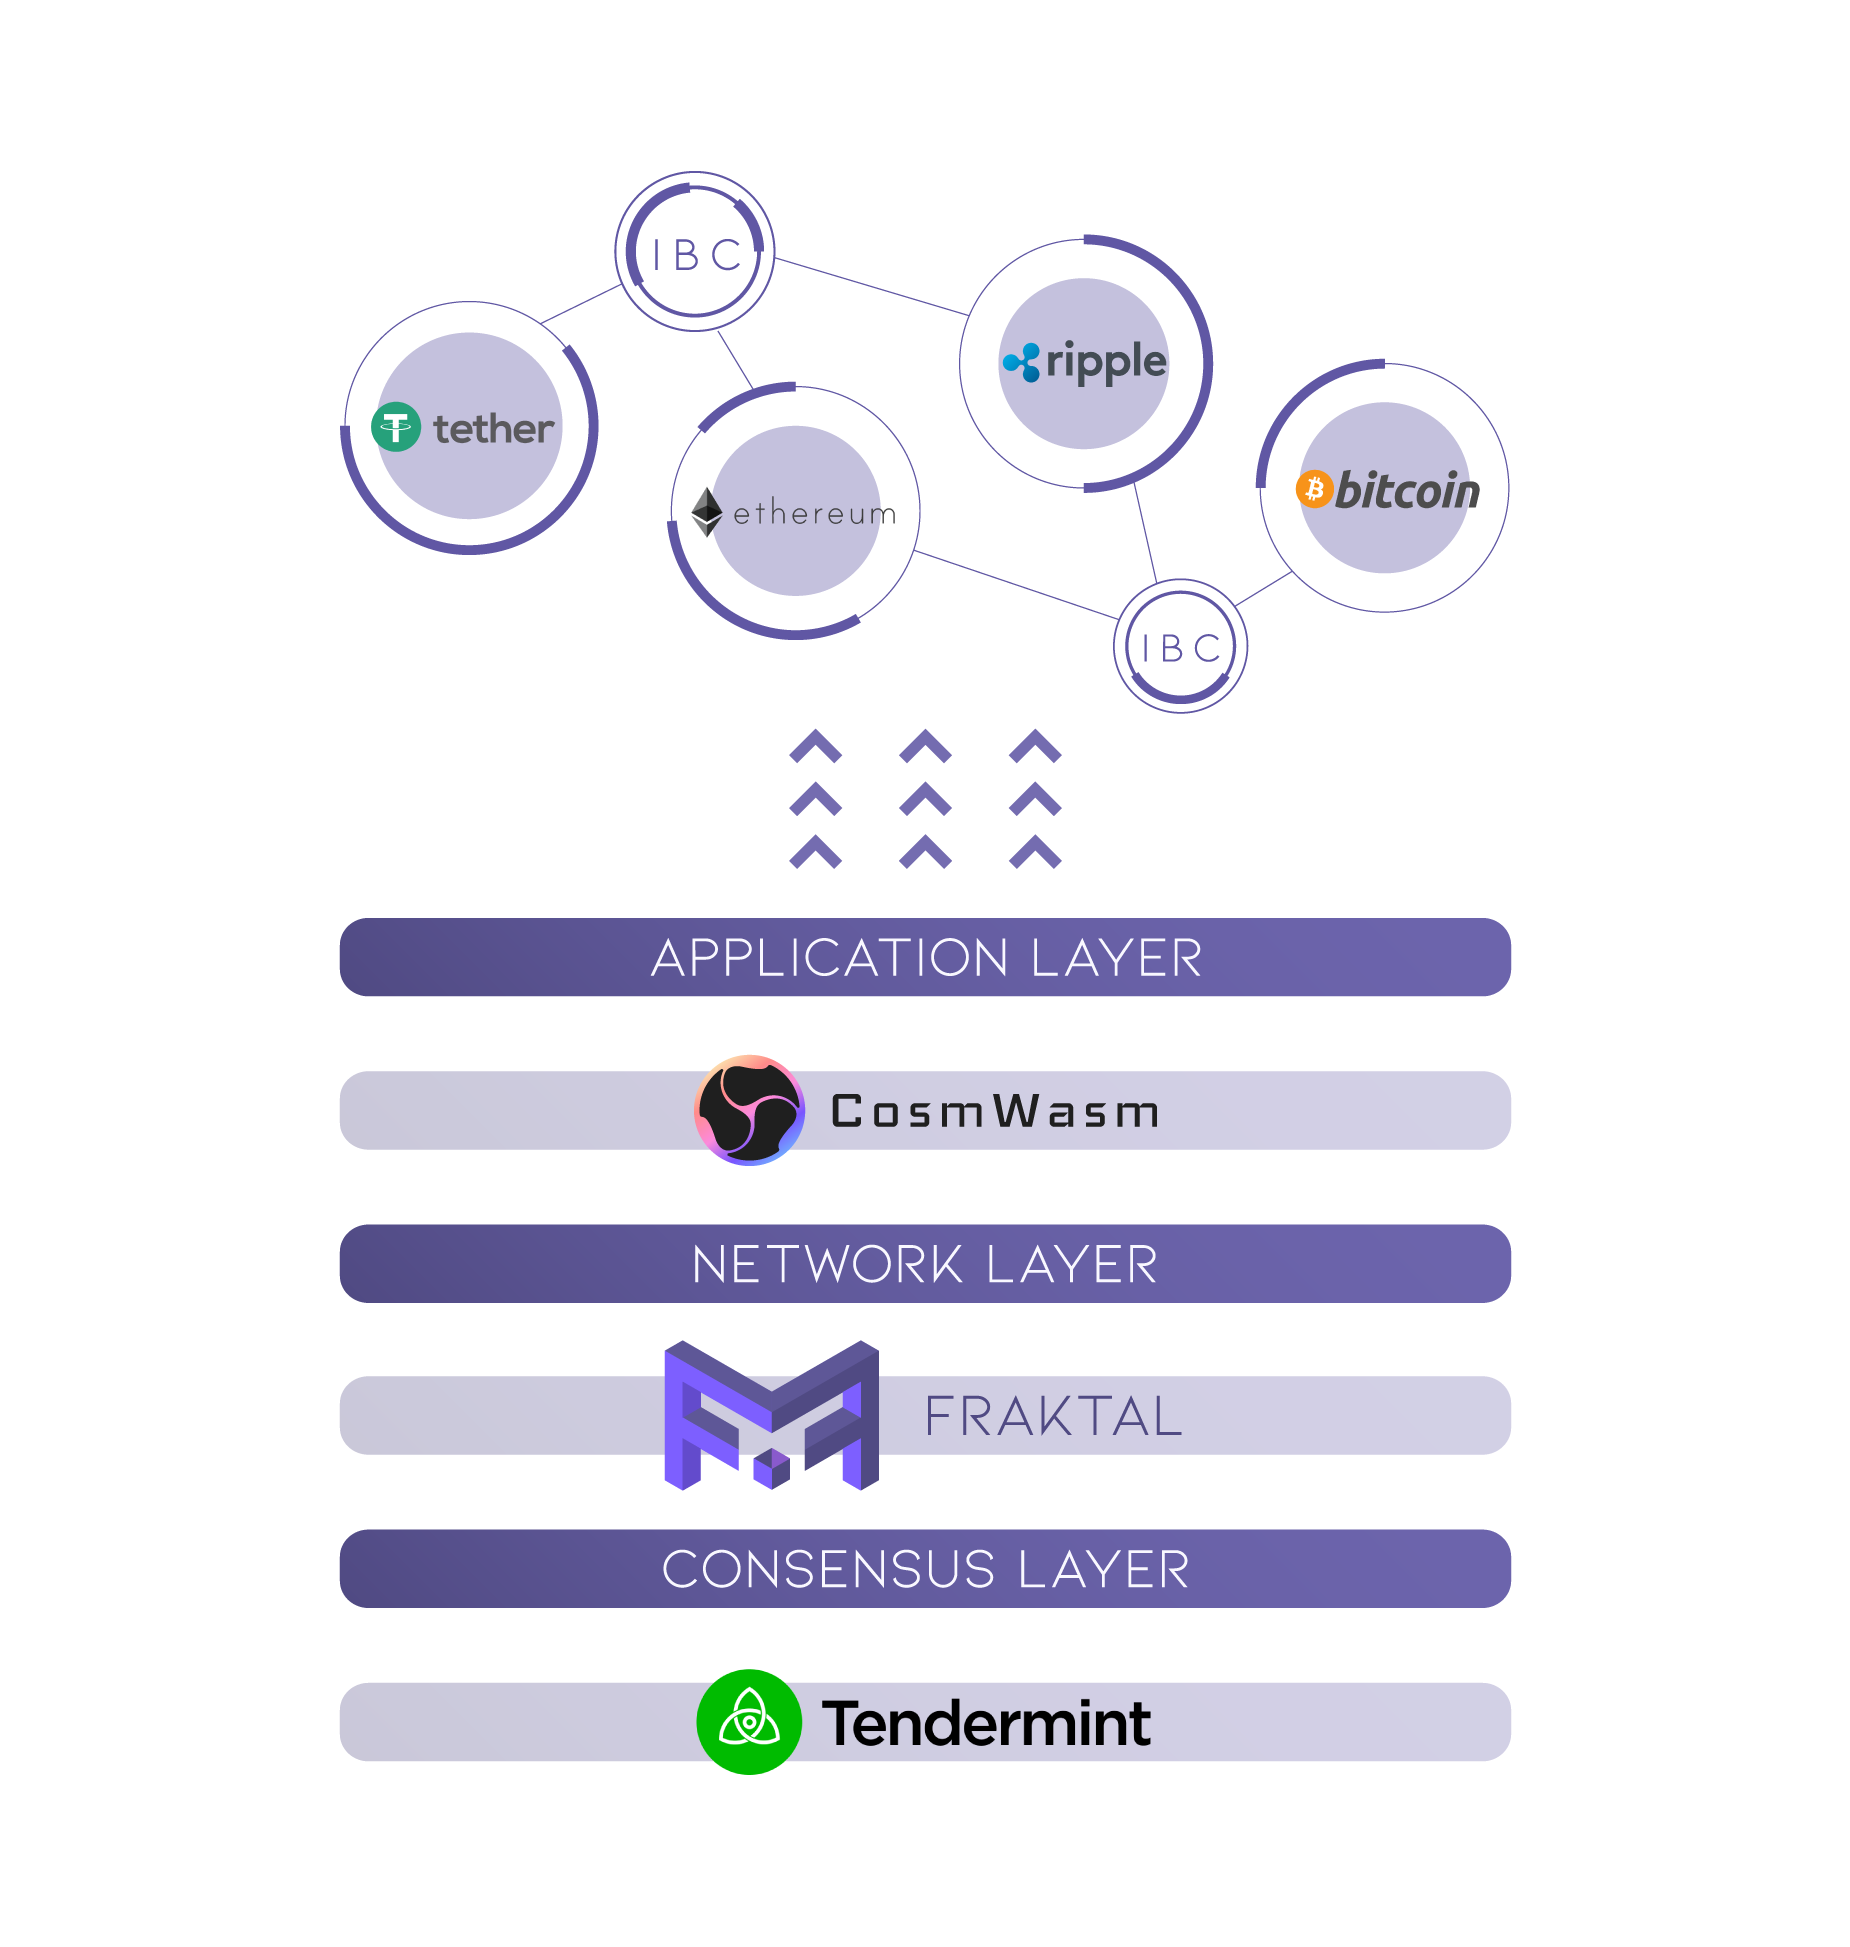 IBC
ripple
tether
bitcoin
ethereum
IBC
APPLICATION LAYER
CosmWasm
NETWORK LAYER
FRAKTAL
CONSENSUS LAYER
Tendermint